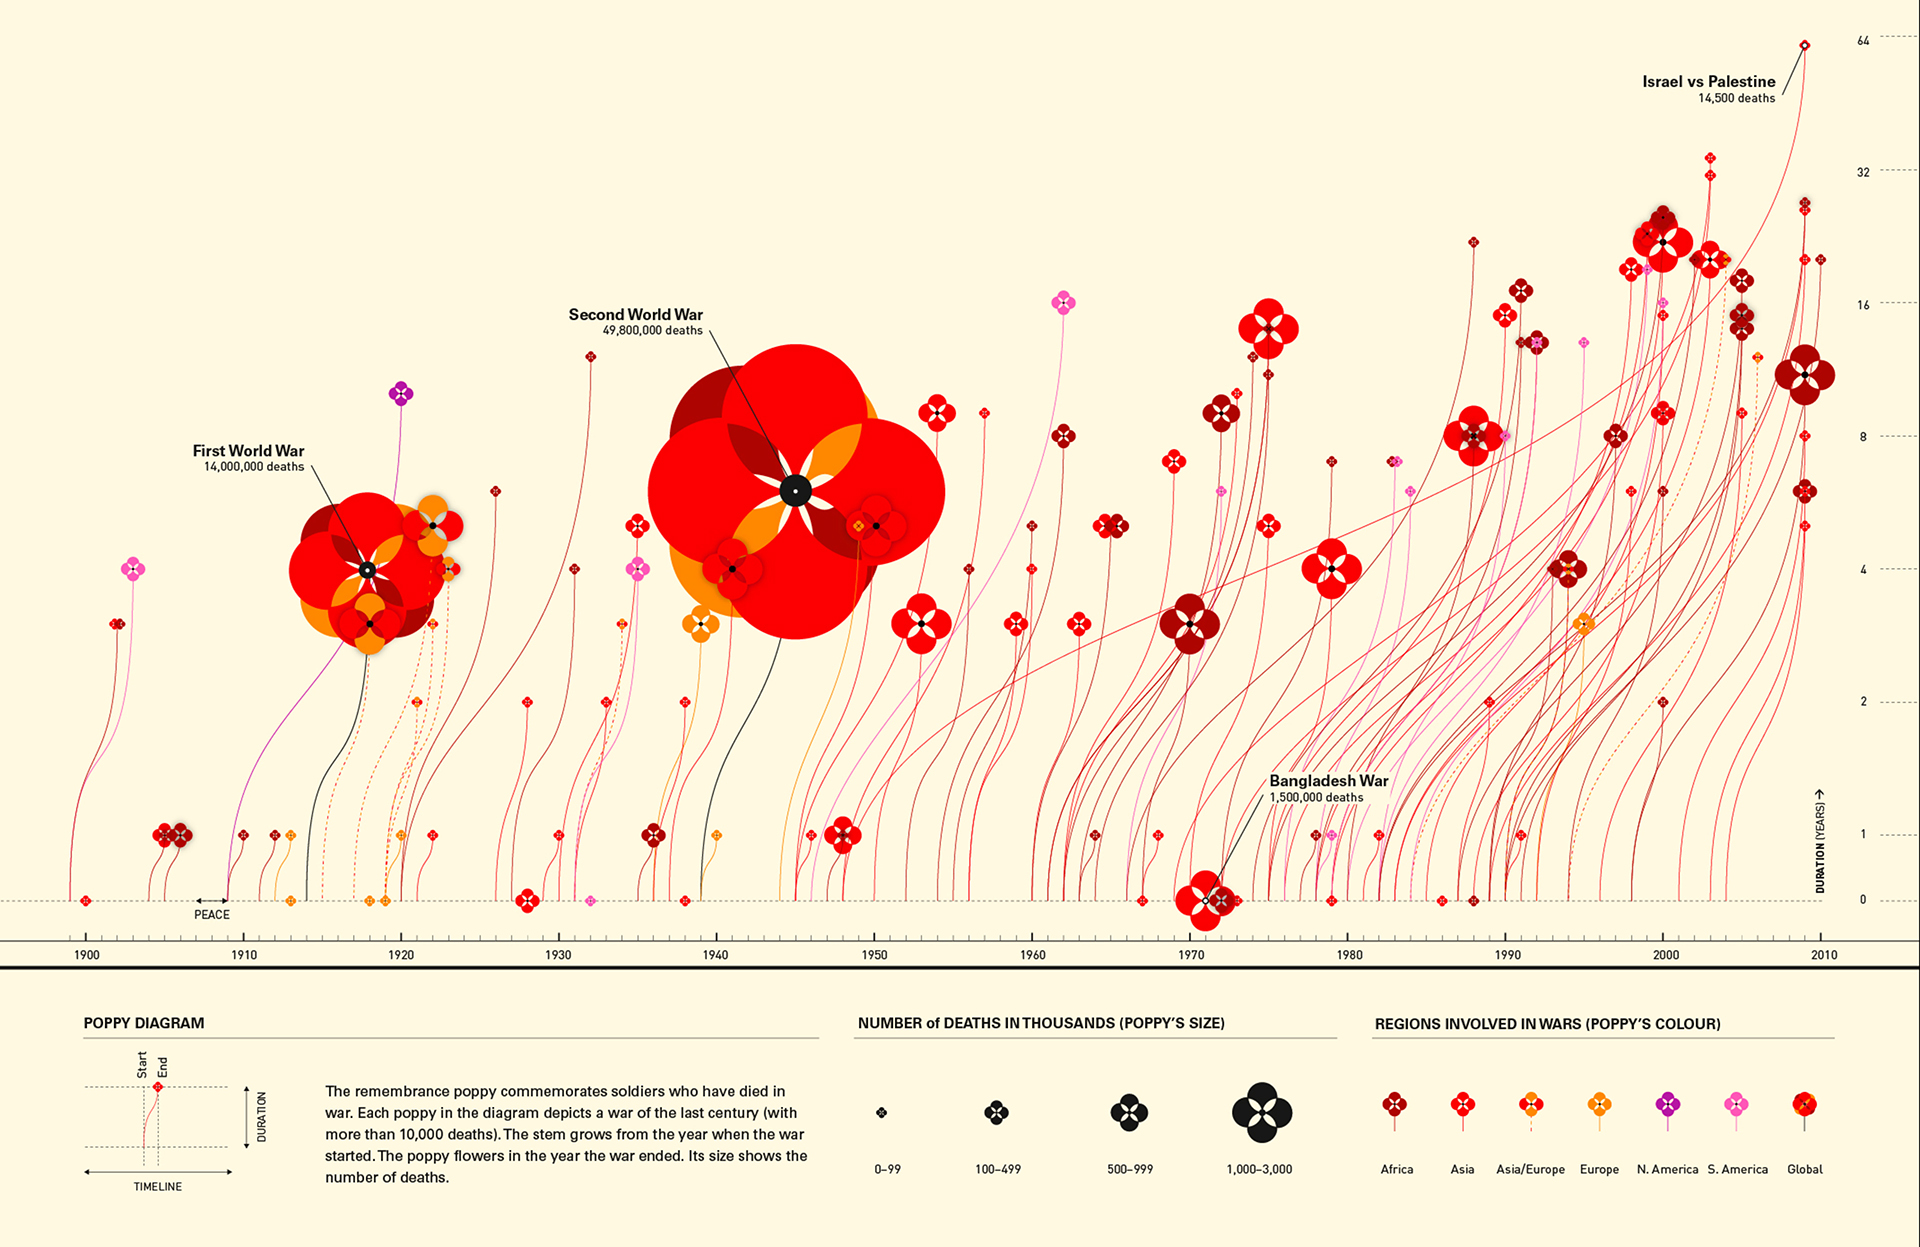 64
Israel vs Palestine
14,500 deaths
32
16
Second World War
49,800,000 deaths
First World War
14,000,000 deaths
8
4
2
Bangladesh War
1,500,000 deaths
1
DURATION (YEARS)
0
PEACE
1900 1910 1920 1930 1940 1950 1960 1970 1980 1990 2000 2010
POPPY DIAGRAM
Start
End
DURATION
TIMELINE
The remembrance poppy commemorates soldiers who have died in
war. Each poppy in the diagram depicts a war of the last century (with
more than 10,000 deaths). The stem grows from the year when the war
started. The poppy flowers in the year the war ended. Its size shows the
number of deaths.
NUMBER of DEATHS IN THOUSANDS (POPPY'S SIZE)
0–99 100–499 500–999 1,000–3,000
REGIONS INVOLVED IN WARS (POPPY'S COLOUR)
Africa Asia Asia/Europe Europe N. America S. America Global